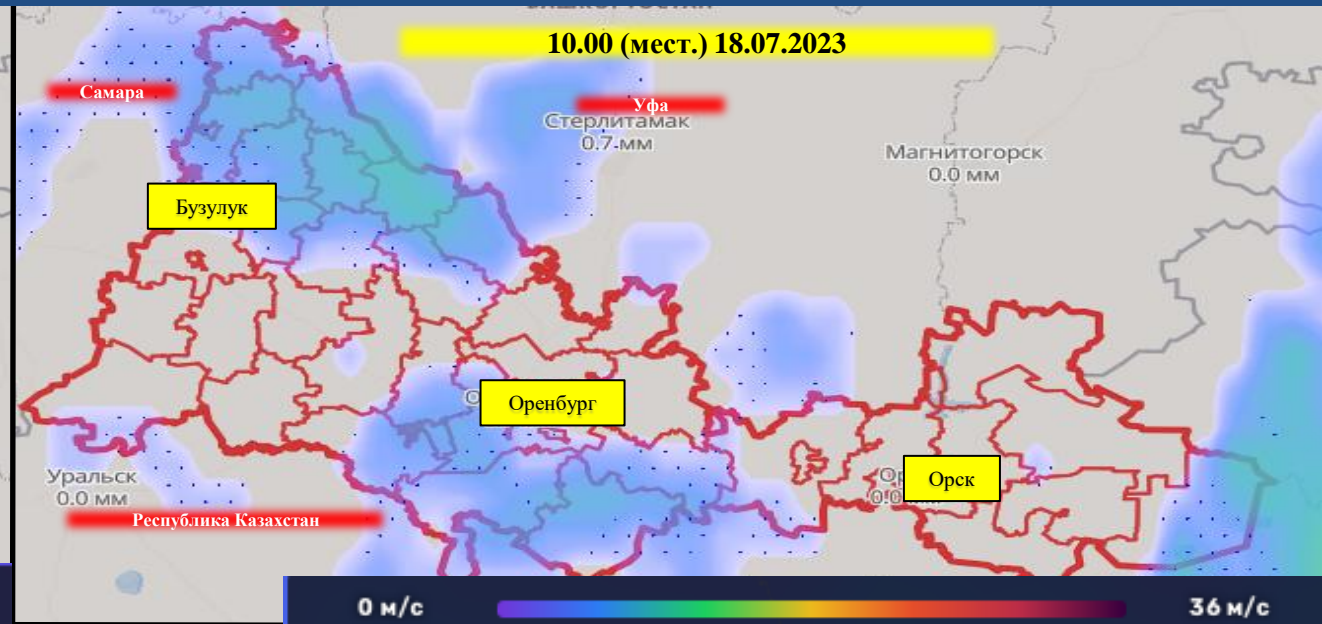 10.00 (мест.) 18.07.2023
Самара
Уфа
Стерлитамак
0.7 мм
Магнитогорск
0.0 мм
Бузулук
Оренбург
Уральск
0.0 мм
Орск
Республика Казахстан
0 м/с
36 м/с